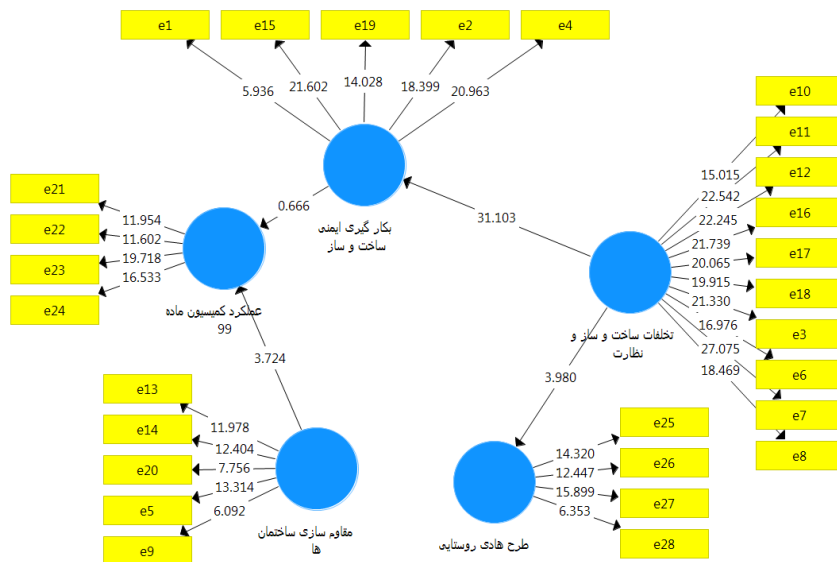 e1
e15
e19
e2
e4
5.936
21.602
14.028
18.399
20.963
بکار گیری ایمنی
ساخت و ساز
e21
e22
e23
e24
11.954
11.602
19.718
16.533
0.666
عملکرد کمیسیون ماده
99
31.103
e10
e11
e12
e16
e17
e18
e3
e6
e7
e8
15.015
22.542
22.245
21.739
20.065
19.915
21.330
16.976
27.075
18.469
تخلفات ساخت و ساز و
نظارت
3.724
3.980
e13
e14
e20
e5
e9
11.978
12.404
7.756
13.314
6.092
مقاوم سازی ساختمان
ها
e25
e26
e27
e28
14.320
12.447
15.899
6.353
طرح هادی روستایی